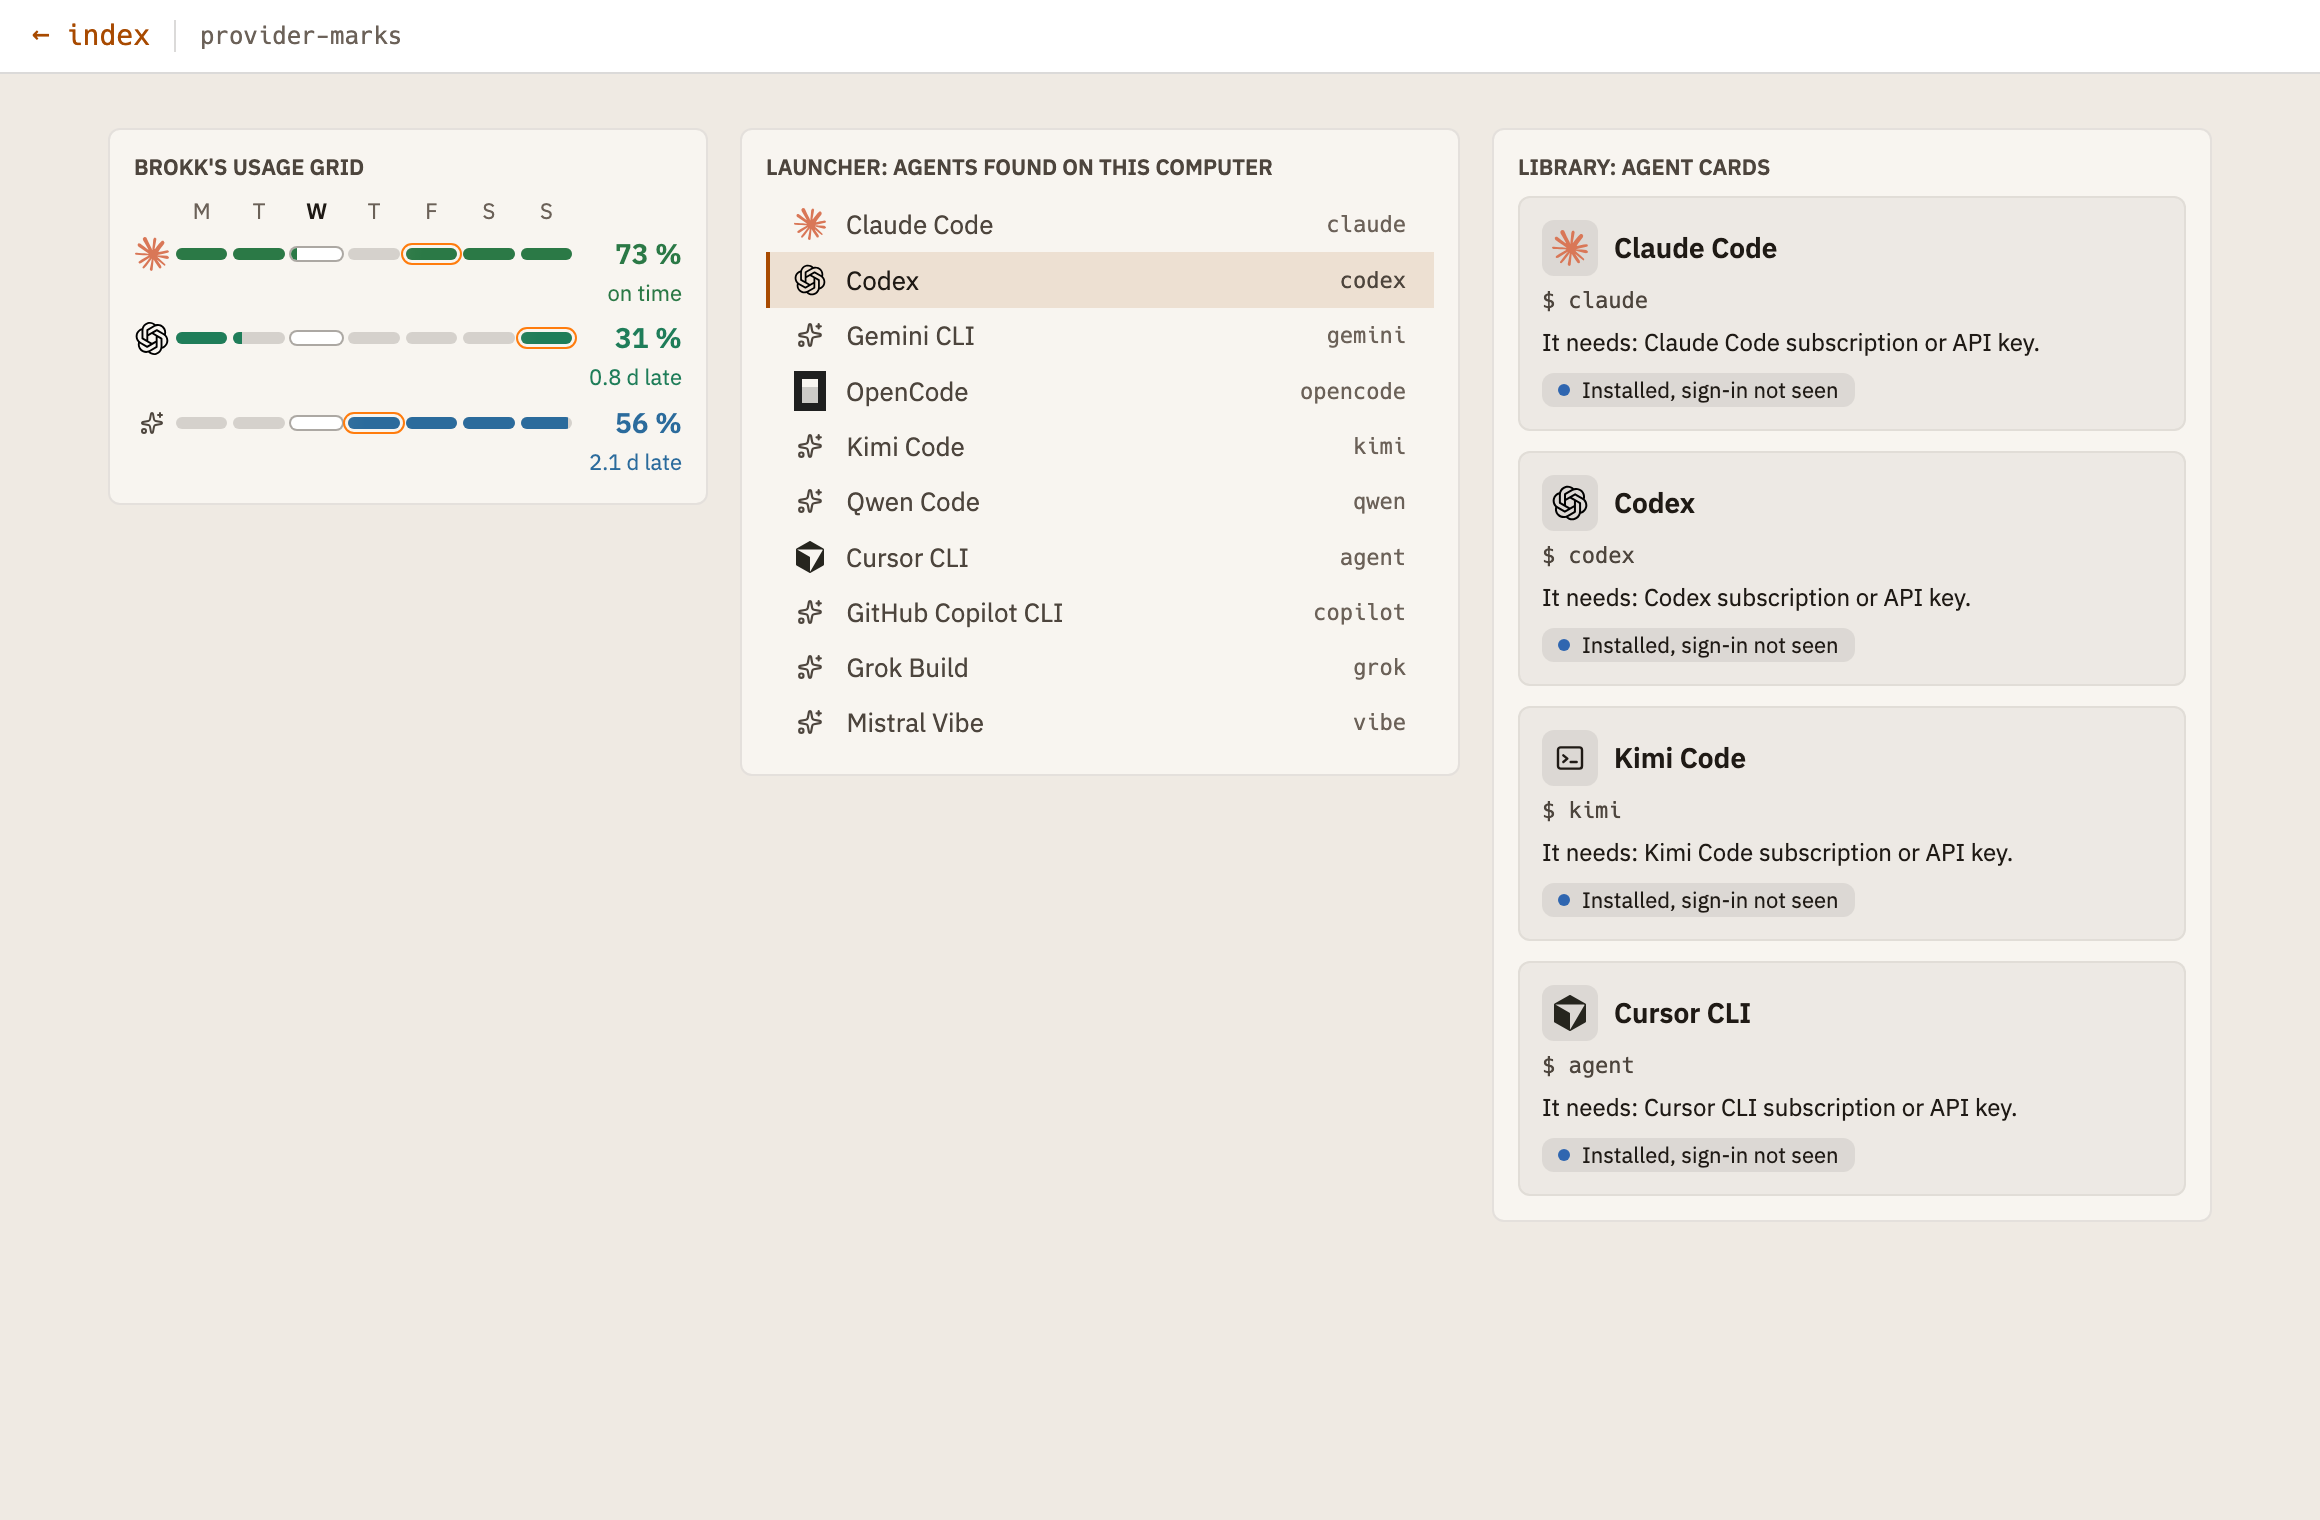 ← index
provider-marks
BROKK'S USAGE GRID
M T W T F S S
73 %
on time
31 %
0.8 d late
56 %
2.1 d late
LAUNCHER: AGENTS FOUND ON THIS COMPUTER
Claude Code claude
Codex codex
Gemini CLI gemini
OpenCode opencode
Kimi Code kimi
Qwen Code qwen
Cursor CLI agent
GitHub Copilot CLI copilot
Grok Build grok
Mistral Vibe vibe
LIBRARY: AGENT CARDS
Claude Code
$ claude
It needs: Claude Code subscription or API key.
Installed, sign-in not seen
Codex
$ codex
It needs: Codex subscription or API key.
Installed, sign-in not seen
Kimi Code
$ kimi
It needs: Kimi Code subscription or API key.
Installed, sign-in not seen
Cursor CLI
$ agent
It needs: Cursor CLI subscription or API key.
Installed, sign-in not seen